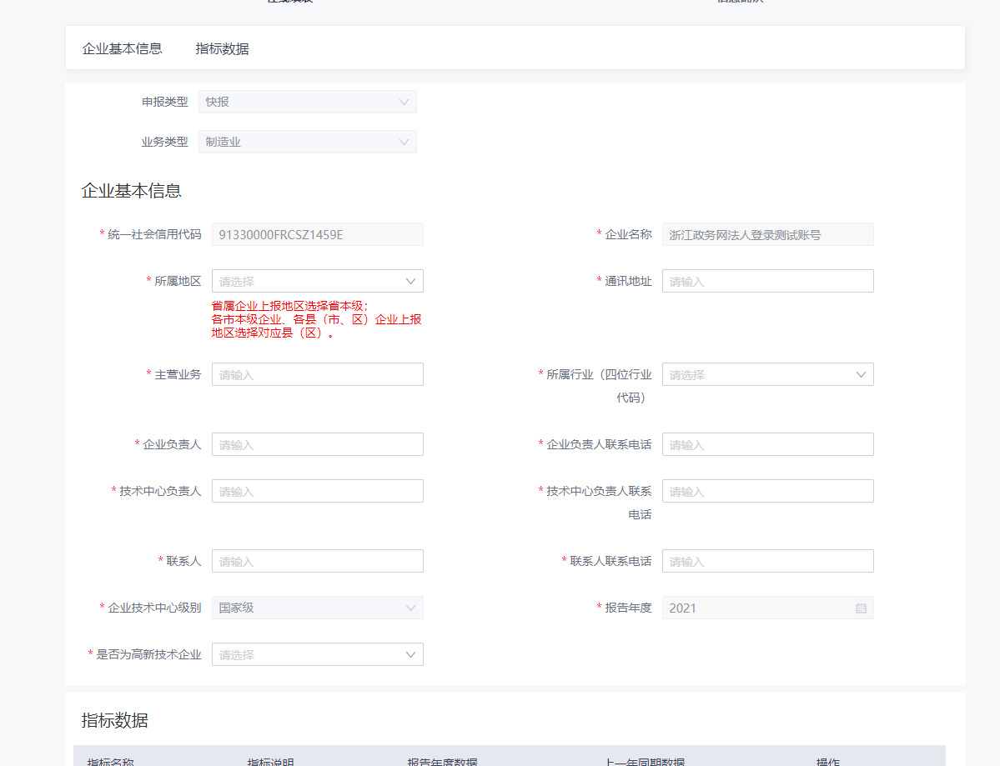 企业基本信息 指标数据
申报类型 快报
业务类型 制造业
企业基本信息
* 统一社会信用代码 91330000FRCSZ1459E * 企业名称 浙江政务网法人登录测试账号
* 所属地区 请选择 * 通讯地址 请输入
省属企业上报地区选择省本级；
各市本级企业、各县（市、区）企业上报
地区选择对应县（区）。
* 主营业务 请输入 * 所属行业（四位行业 请选择
代码）
* 企业负责人 请输入 * 企业负责人联系电话 请输入
* 技术中心负责人 请输入 * 技术中心负责人联系 请输入
电话
* 联系人 请输入 * 联系人联系电话 请输入
* 企业技术中心级别 国家级 * 报告年度 2021
* 是否为高新技术企业 请选择
指标数据
指标名称 指标说明 报告年度数据 上一年同期数据 操作